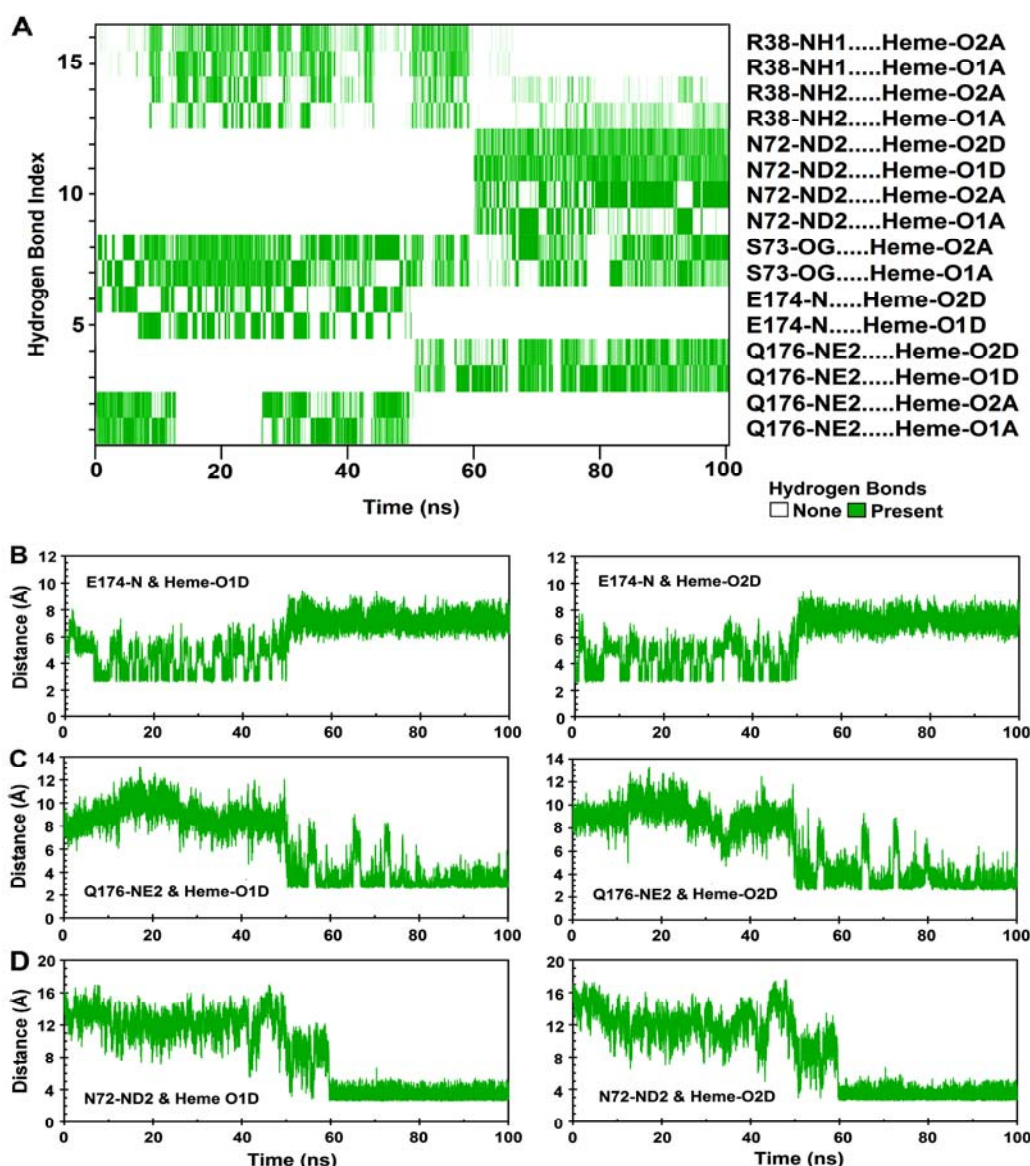 A
Hydrogen Bond Index
15
10
5
0
20
40
60
80
100
Time (ns)
R38-NH1.....Heme-O2A
R38-NH1.....Heme-O1A
R38-NH2.....Heme-O2A
R38-NH2.....Heme-O1A
N72-ND2.....Heme-O2D
N72-ND2.....Heme-O1D
N72-ND2.....Heme-O2A
N72-ND2.....Heme-O1A
S73-OG.....Heme-O2A
S73-OG.....Heme-O1A
E174-N.....Heme-O2D
E174-N.....Heme-O1D
Q176-NE2.....Heme-O2D
Q176-NE2.....Heme-O1D
Q176-NE2.....Heme-O2A
Q176-NE2.....Heme-O1A
Hydrogen Bonds
None Present
B
Distance (Å)
12
10
8
6
4
2
0
E174-N & Heme-O1D
0 20 40 60 80 100
12
10
8
6
4
2
0
E174-N & Heme-O2D
0 20 40 60 80 100
C
Distance (Å)
14
12
10
8
6
4
2
0
Q176-NE2 & Heme-O1D
0 20 40 60 80 100
14
12
10
8
6
4
2
0
Q176-NE2 & Heme-O2D
0 20 40 60 80 100
D
Distance (Å)
20
16
12
8
4
0
N72-ND2 & Heme O1D
0 20 40 60 80 100
Time (ns)
20
16
12
8
4
0
N72-ND2 & Heme-O2D
0 20 40 60 80 100
Time (ns)